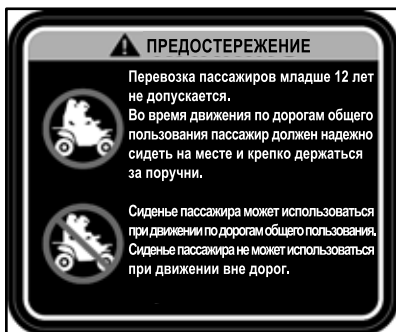 ПРЕДОСТЕРЕЖЕНИЕ
Перевозка пассажиров младше 12 лет
не допускается.
Во время движения по дорогам общего
пользования пассажир должен надежно
сидеть на месте и крепко держаться
за поручни.
Сиденье пассажира может использоваться
при движении по дорогам общего пользования.
Сиденье пассажира не может использоваться
при движении вне дорог.